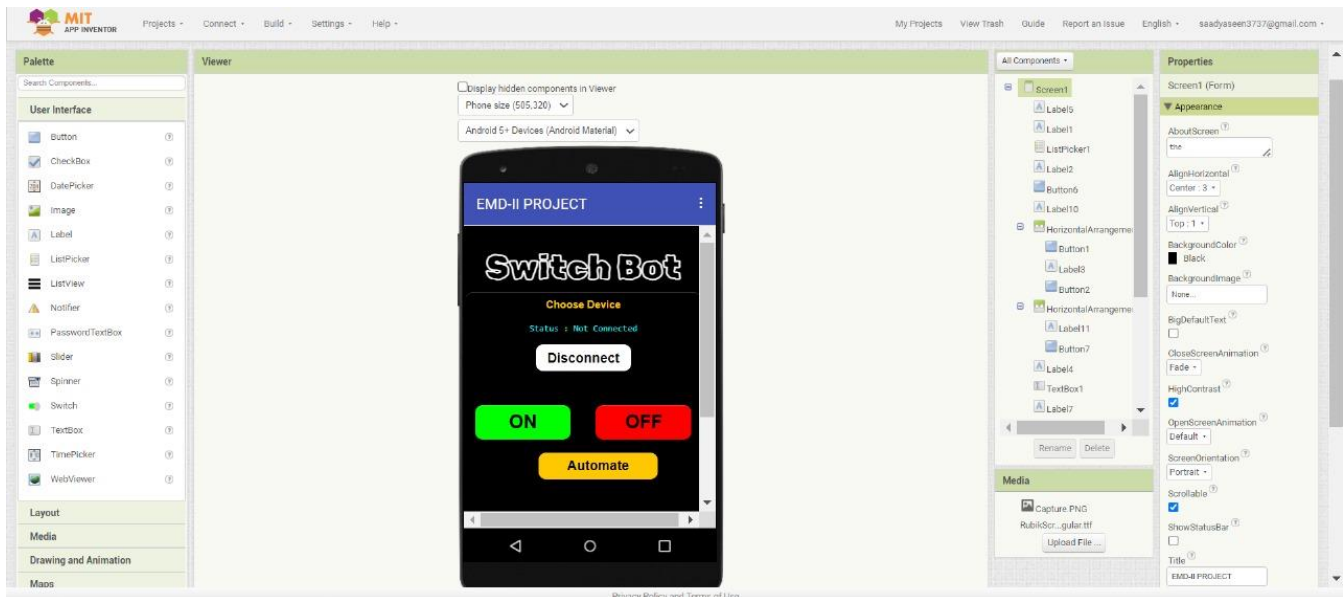 MIT
APP INVENTOR
Projects
Connect
Build
Settings
Help
My Projects
View Trash
Guide
Report an Issue
English
saadyaseen3737@gmail.com
Palette
Search Components...
User Interface
Button
CheckBox
DatePicker
Image
Label
ListPicker
ListView
Notifier
PasswordTextBox
Slider
Spinner
Switch
TextBox
TimePicker
WebViewer
Layout
Media
Drawing and Animation
Maps
Viewer
Display hidden components in Viewer
Phone size (505,320)
Android 5+ Devices (Android Material)
EMD-II PROJECT
Switch Bot
Choose Device
Status : Not Connected
Disconnect
ON
OFF
Automate
All Components
Screen1
Label5
Label1
ListPicker1
Label2
Button6
Label10
HorizontalArrangeme
Button1
Label3
Button2
HorizontalArrangeme
Label11
Button7
Label4
TextBox1
Label7
Rename
Delete
Media
Capture.PNG
RubikScr...gular.ttf
Upload File ...
Properties
Screen1 (Form)
Appearance
AboutScreen
the
AlignHorizontal
Center : 3
AlignVertical
Top : 1
BackgroundColor
Black
BackgroundImage
None...
BigDefaultText
CloseScreenAnimation
Fade
HighContrast
OpenScreenAnimation
Default
ScreenOrientation
Portrait
Scrollable
ShowStatusBar
Title
EMD-II PROJECT
Privacy Policy and Terms of Use